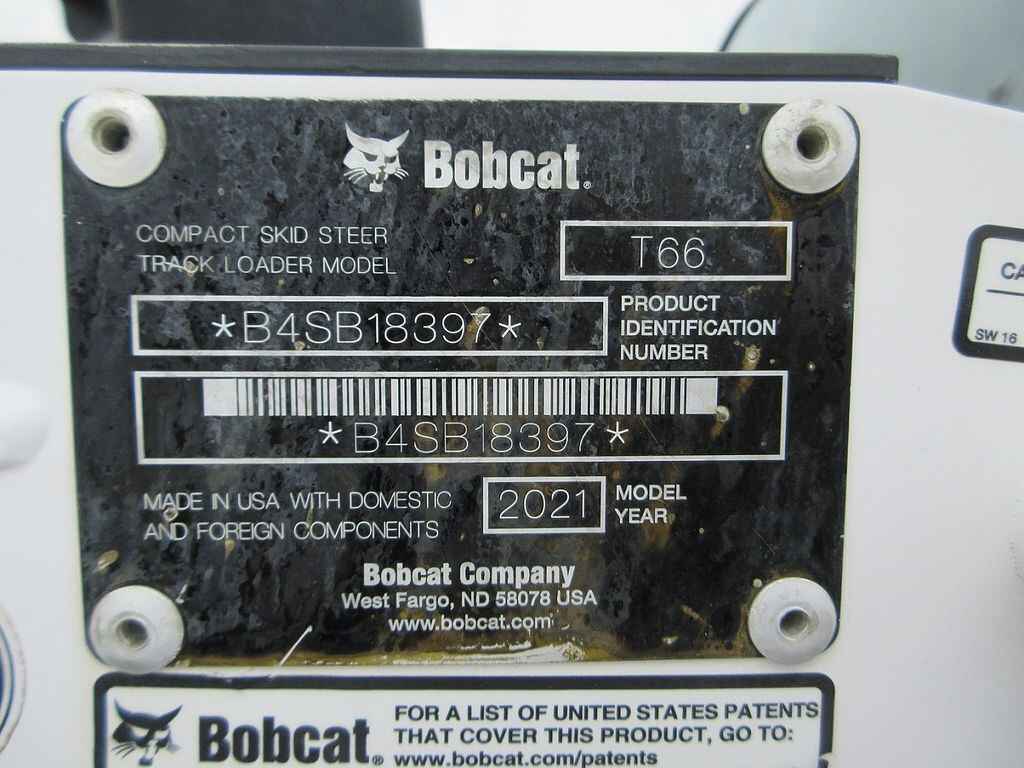 Bobcat®
COMPACT SKID STEER
TRACK LOADER MODEL
T66
*B4SB18397*
PRODUCT
IDENTIFICATION
NUMBER
*B4SB18397*
MADE IN USA WITH DOMESTIC
AND FOREIGN COMPONENTS
2021
MODEL
YEAR
Bobcat Company
West Fargo, ND 58078 USA
www.bobcat.com
CA
SW 16
Bobcat®
FOR A LIST OF UNITED STATES PATENTS
THAT COVER THIS PRODUCT, GO TO:
www.bobcat.com/patents